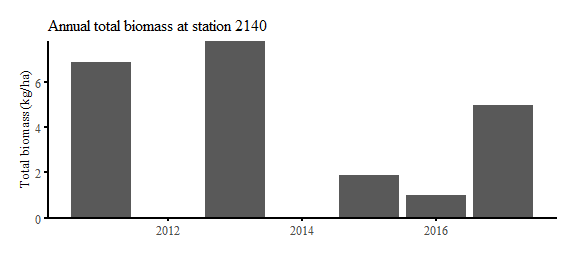 Annual total biomass at station 2140
Total biomass (kg/ha)
6
4
2
0
2012 2014 2016